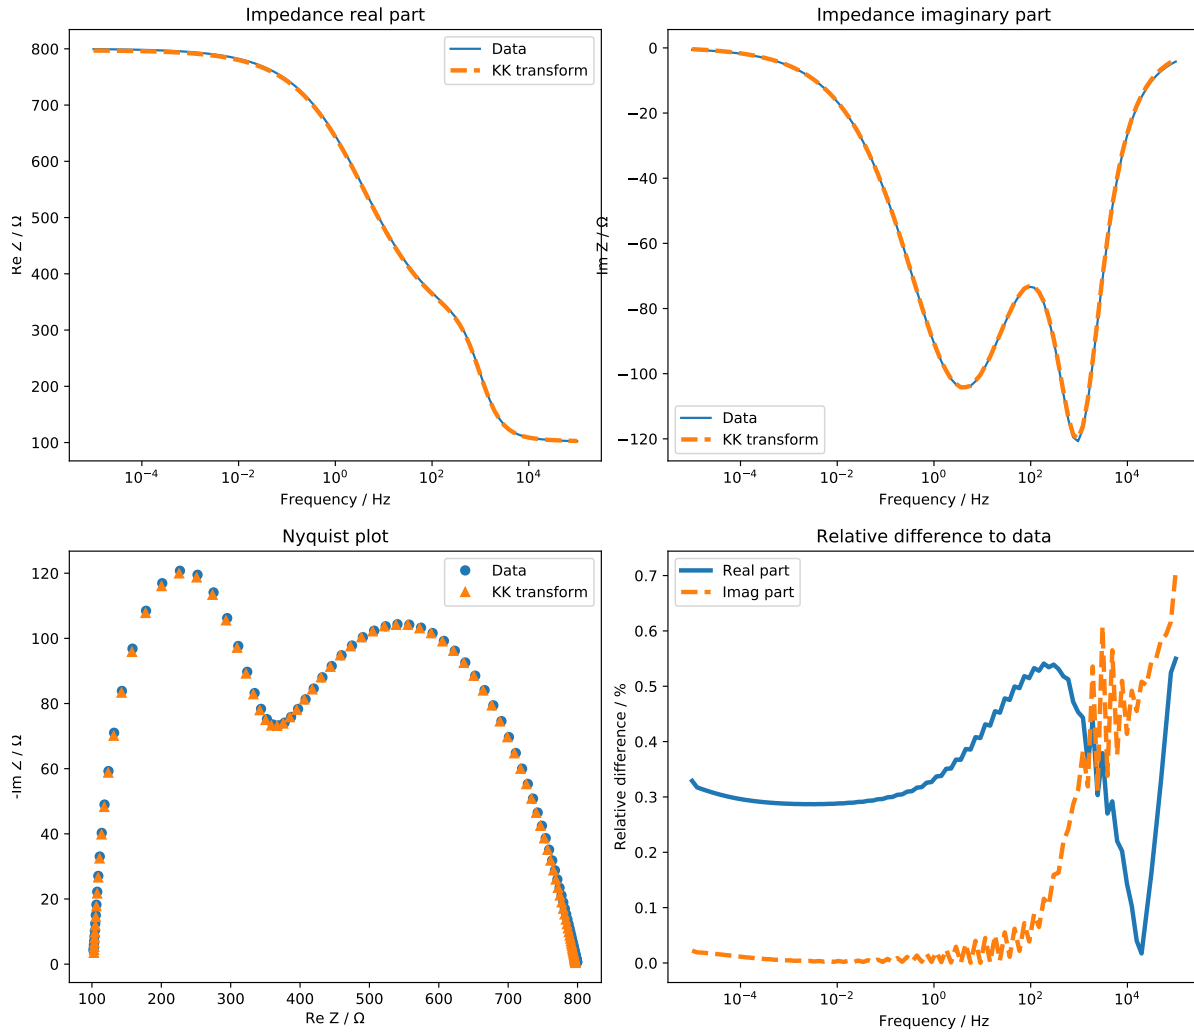 Impedance real part
800
700
600
500
400
300
200
100
Re Z / Ω
Data
KK transform
10⁻⁴
10⁻²
10⁰
10²
10⁴
Frequency / Hz
Impedance imaginary part
0
−20
−40
−60
−80
−100
−120
Im Z / Ω
Data
KK transform
10⁻⁴
10⁻²
10⁰
10²
10⁴
Frequency / Hz
Nyquist plot
120
100
80
60
40
20
0
-Im Z / Ω
Data
KK transform
100
200
300
400
500
600
700
800
Re Z / Ω
Relative difference to data
0.7
0.6
0.5
0.4
0.3
0.2
0.1
0.0
Relative difference / %
Real part
Imag part
10⁻⁴
10⁻²
10⁰
10²
10⁴
Frequency / Hz